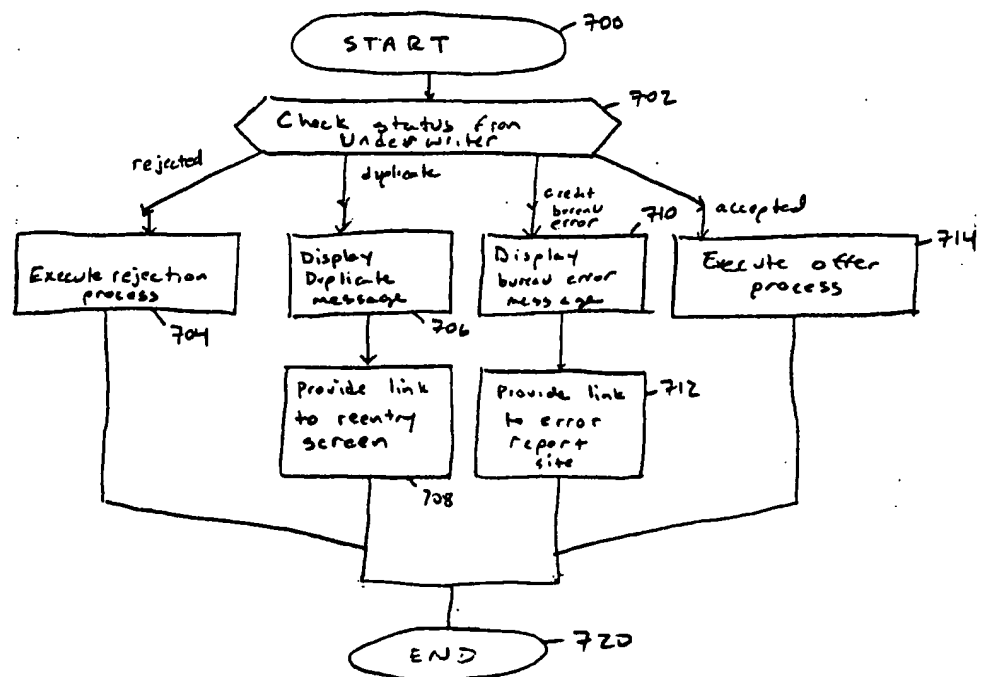 START
700
702
Check status from
Underwriter
rejected
duplicate
credit
bureau
error
accepted
Execute rejection
process
704
Display
Duplicate
message
706
710
Display
bureau error
message
714
Execute offer
process
Provide link
to reentry
screen
708
712
Provide link
to error
report
site
END
720